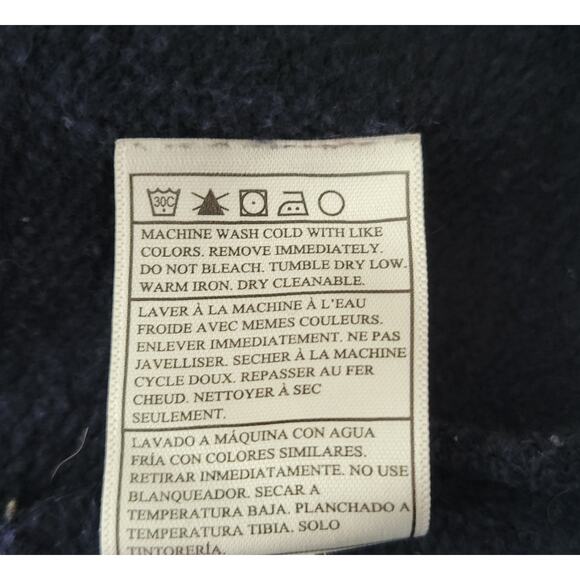 30C
MACHINE WASH COLD WITH LIKE
COLORS. REMOVE IMMEDIATELY.
DO NOT BLEACH. TUMBLE DRY LOW.
WARM IRON. DRY CLEANABLE.
LAVER À LA MACHINE À L'EAU
FROIDE AVEC MEMES COULEURS.
ENLEVER IMMEDIATEMENT. NE PAS
JAVELLISER. SECHER À LA MACHINE
CYCLE DOUX. REPASSER AU FER
CHEUD. NETTOYER À SEC
SEULEMENT.
LAVADO A MÁQUINA CON AGUA
FRÍA CON COLORES SIMILARES.
RETIRAR INMEDIATAMENTE. NO USE
BLANQUEADOR. SECAR A
TEMPERATURA BAJA. PLANCHADO A
TEMPERATURA TIBIA. SOLO
TINTORERÍA.